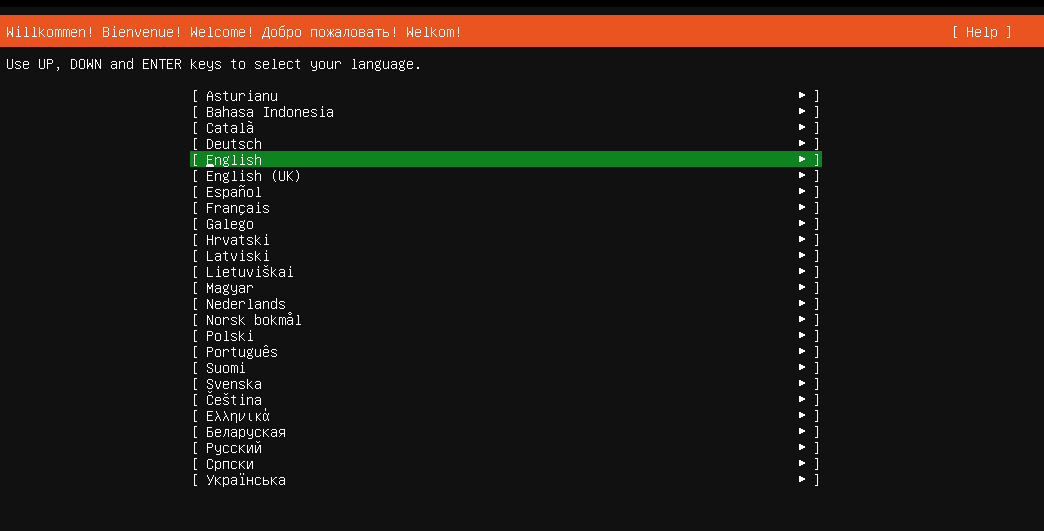 Willkommen! Bienvenue! Welcome! Добро пожаловать! Welkom! [ Help ]
Use UP, DOWN and ENTER keys to select your language.
[ Asturianu ► ]
[ Bahasa Indonesia ► ]
[ Català ► ]
[ Deutsch ► ]
[ English ► ]
[ English (UK) ► ]
[ Español ► ]
[ Français ► ]
[ Galego ► ]
[ Hrvatski ► ]
[ Latviski ► ]
[ Lietuviškai ► ]
[ Magyar ► ]
[ Nederlands ► ]
[ Norsk bokmål ► ]
[ Polski ► ]
[ Português ► ]
[ Suomi ► ]
[ Svenska ► ]
[ Čeština ► ]
[ Ελληνικά ► ]
[ Беларуская ► ]
[ Русский ► ]
[ Српски ► ]
[ Українська ► ]